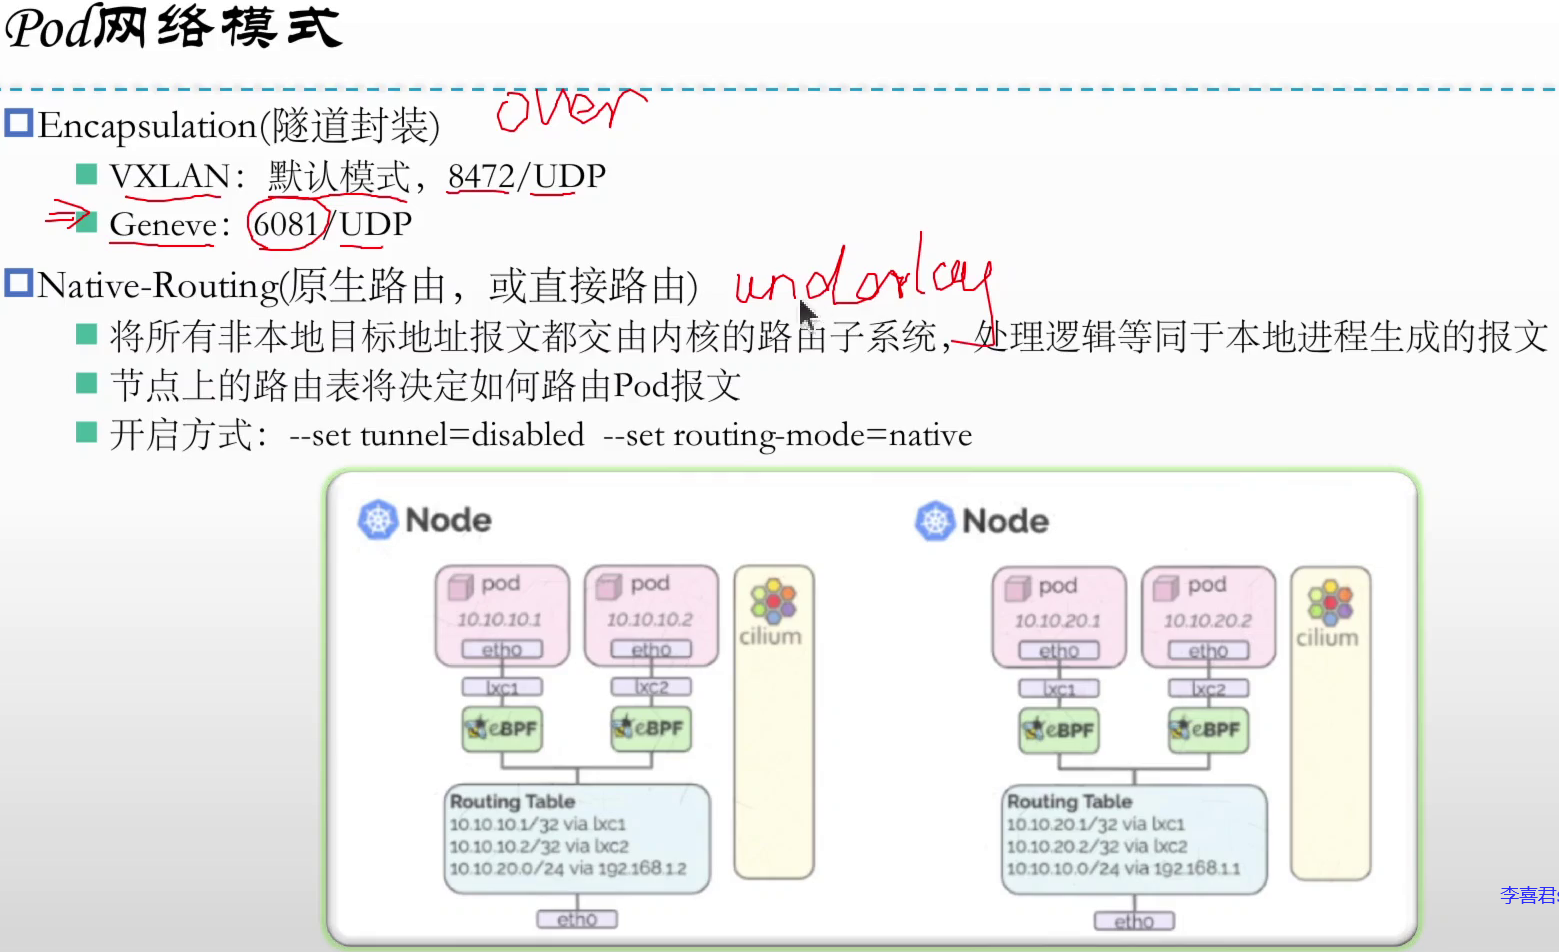 Pod网络模式
Encapsulation(隧道封装) over
VXLAN：默认模式，8472/UDP
Geneve：6081/UDP
Native-Routing(原生路由，或直接路由) underlay
将所有非本地目标地址报文都交由内核的路由子系统，处理逻辑等同于本地进程生成的报文
节点上的路由表将决定如何路由Pod报文
开启方式：--set tunnel=disabled --set routing-mode=native
Node
pod
10.10.10.1
eth0
lxc1
eBPF
pod
10.10.10.2
eth0
lxc2
eBPF
cilium
Routing Table
10.10.10.1/32 via lxc1
10.10.10.2/32 via lxc2
10.10.20.0/24 via 192.168.1.2
eth0
Node
pod
10.10.20.1
eth0
lxc1
eBPF
pod
10.10.20.2
eth0
lxc2
eBPF
cilium
Routing Table
10.10.20.1/32 via lxc1
10.10.20.2/32 via lxc2
10.10.10.0/24 via 192.168.1.1
eth0
李喜君